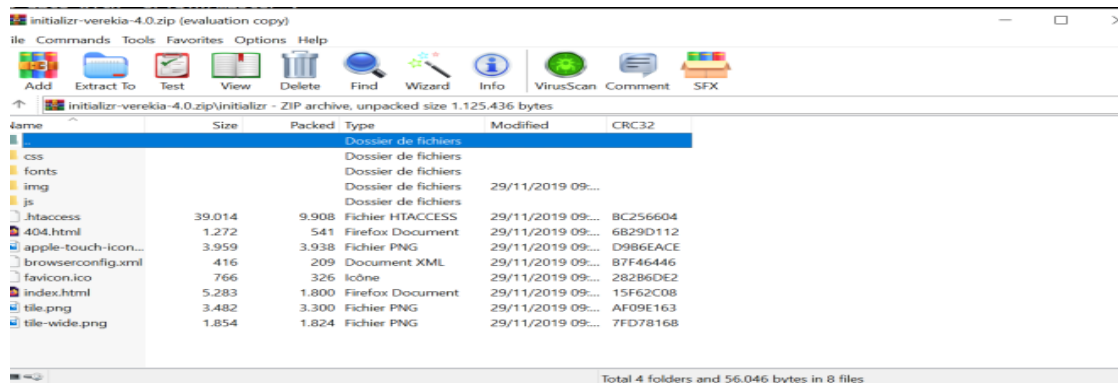 initializr-verekia-4.0.zip (evaluation copy)
ile Commands Tools Favorites Options Help
Add Extract To Test View Delete Find Wizard Info VirusScan Comment SFX
initializr-verekia-4.0.zip\initializr - ZIP archive, unpacked size 1.125.436 bytes
Name Size Packed Type Modified CRC32
.. Dossier de fichiers
css Dossier de fichiers
fonts Dossier de fichiers
img Dossier de fichiers 29/11/2019 09:...
js Dossier de fichiers
.htaccess 39.014 9.908 Fichier HTACCESS 29/11/2019 09:... BC256604
404.html 1.272 541 Firefox Document 29/11/2019 09:... 6B29D112
apple-touch-icon... 3.959 3.938 Fichier PNG 29/11/2019 09:... D9B6EACE
browserconfig.xml 416 209 Document XML 29/11/2019 09:... B7F46446
favicon.ico 766 326 Icône 29/11/2019 09:... 282B6DE2
index.html 5.283 1.800 Firefox Document 29/11/2019 09:... 15F62C08
tile.png 3.482 3.300 Fichier PNG 29/11/2019 09:... AF09E163
tile-wide.png 1.854 1.824 Fichier PNG 29/11/2019 09:... 7FD78168
Total 4 folders and 56.046 bytes in 8 files